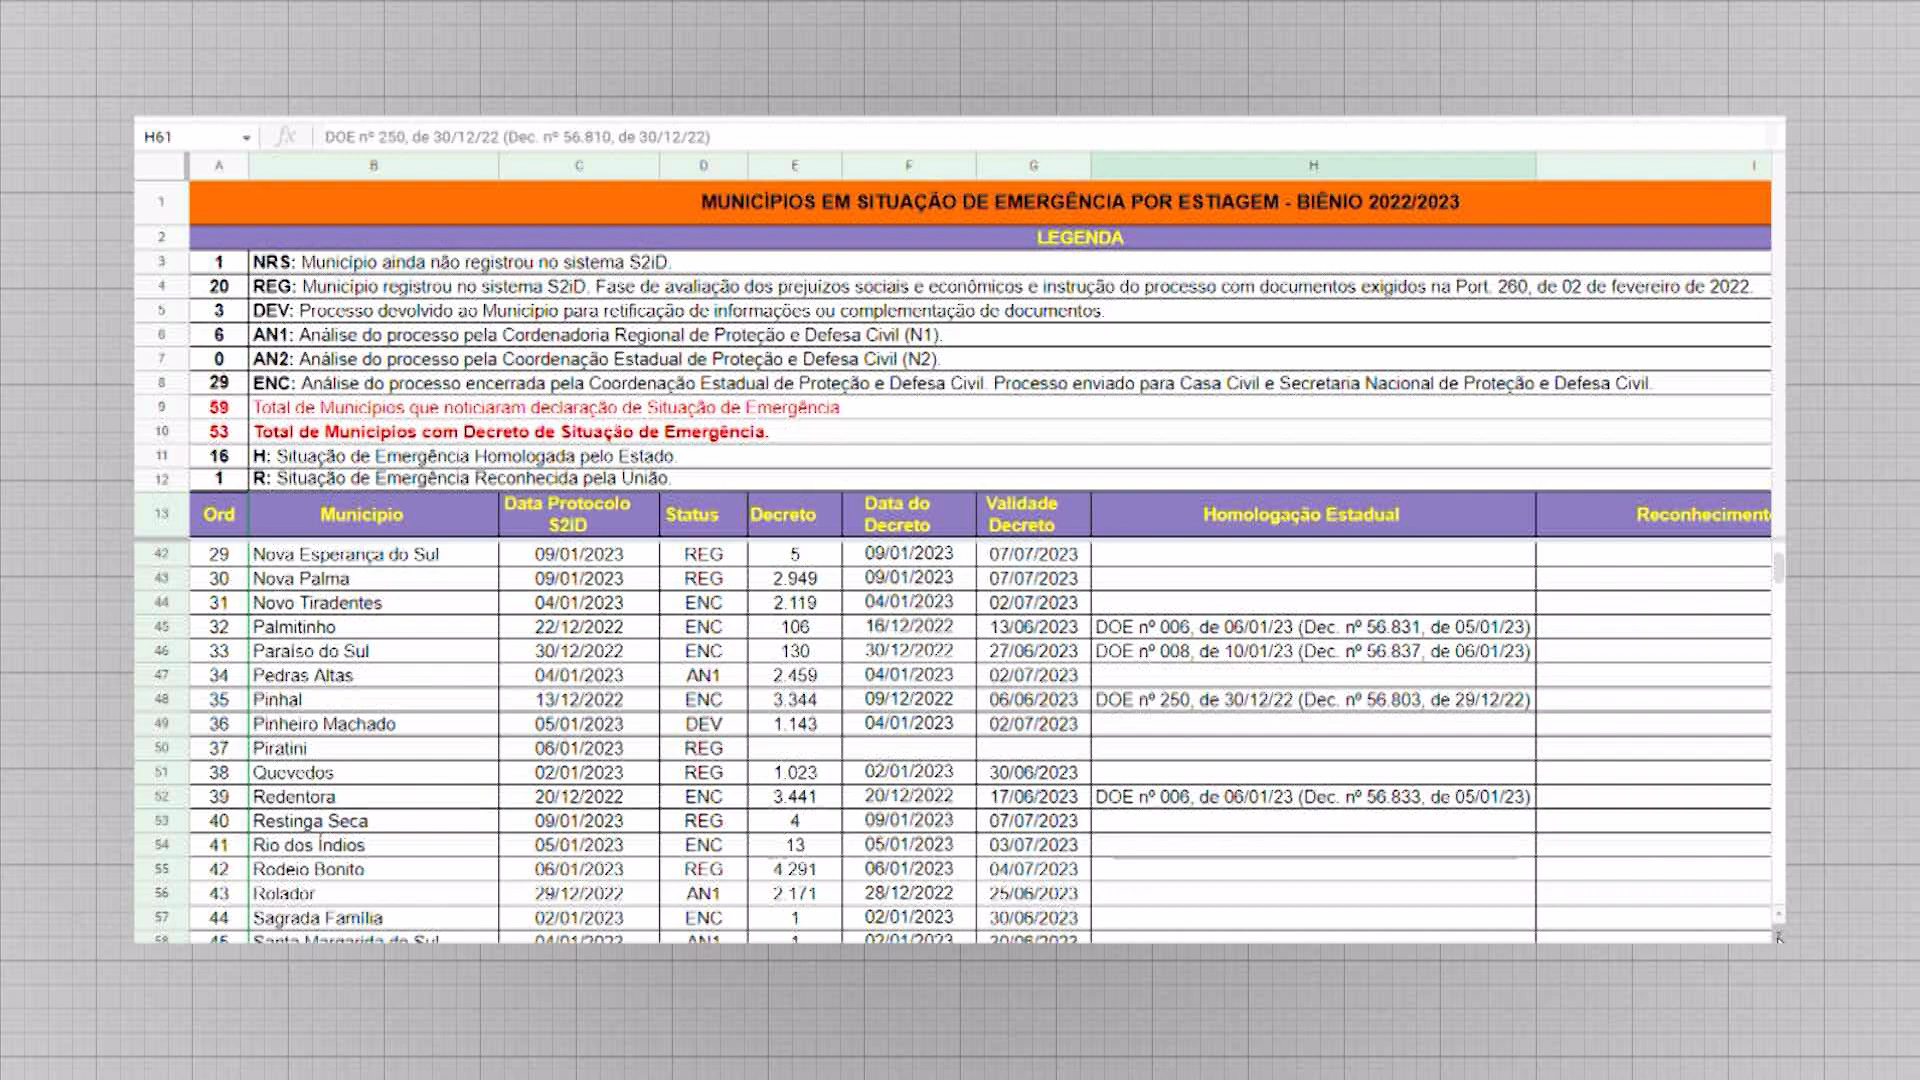 H61 fx DOE nº 250, de 30/12/22 (Dec. nº 56.810, de 30/12/22)
A B C D E F G H I
1 MUNICÍPIOS EM SITUAÇÃO DE EMERGÊNCIA POR ESTIAGEM - BIÊNIO 2022/2023
2 LEGENDA
3 1 NRS: Município ainda não registrou no sistema S2iD.
4 20 REG: Município registrou no sistema S2iD. Fase de avaliação dos prejuízos sociais e econômicos e instrução do processo com documentos exigidos na Port. 260, de 02 de fevereiro de 2022.
5 3 DEV: Processo devolvido ao Município para retificação de informações ou complementação de documentos.
6 6 AN1: Análise do processo pela Cordenadoria Regional de Proteção e Defesa Civil (N1).
7 0 AN2: Análise do processo pela Coordenação Estadual de Proteção e Defesa Civil (N2).
8 29 ENC: Análise do processo encerrada pela Coordenação Estadual de Proteção e Defesa Civil. Processo enviado para Casa Civil e Secretaria Nacional de Proteção e Defesa Civil.
9 59 Total de Municípios que noticiaram declaração de Situação de Emergência
10 53 Total de Municípios com Decreto de Situação de Emergência.
11 16 H: Situação de Emergência Homologada pelo Estado.
12 1 R: Situação de Emergência Reconhecida pela União.
13 Ord Município Data Protocolo S2iD Status Decreto Data do Decreto Validade Decreto Homologação Estadual Reconhecimento
42 29 Nova Esperança do Sul 09/01/2023 REG 5 09/01/2023 07/07/2023
43 30 Nova Palma 09/01/2023 REG 2.949 09/01/2023 07/07/2023
44 31 Novo Tiradentes 04/01/2023 ENC 2.119 04/01/2023 02/07/2023
45 32 Palmitinho 22/12/2022 ENC 106 16/12/2022 13/06/2023 DOE nº 006, de 06/01/23 (Dec. nº 56.831, de 05/01/23)
46 33 Paraíso do Sul 30/12/2022 ENC 130 30/12/2022 27/06/2023 DOE nº 008, de 10/01/23 (Dec. nº 56.837, de 06/01/23)
47 34 Pedras Altas 04/01/2023 AN1 2.459 04/01/2023 02/07/2023
48 35 Pinhal 13/12/2022 ENC 3.344 09/12/2022 06/06/2023 DOE nº 250, de 30/12/22 (Dec. nº 56.803, de 29/12/22)
49 36 Pinheiro Machado 05/01/2023 DEV 1.143 04/01/2023 02/07/2023
50 37 Piratini 06/01/2023 REG
51 38 Quevedos 02/01/2023 REG 1.023 02/01/2023 30/06/2023
52 39 Redentora 20/12/2022 ENC 3.441 20/12/2022 17/06/2023 DOE nº 006, de 06/01/23 (Dec. nº 56.833, de 05/01/23)
53 40 Restinga Seca 09/01/2023 REG 4 09/01/2023 07/07/2023
54 41 Rio dos Índios 05/01/2023 ENC 13 05/01/2023 03/07/2023
55 42 Rodeio Bonito 06/01/2023 REG 4.291 06/01/2023 04/07/2023
56 43 Rolador 29/12/2022 AN1 2.171 28/12/2022 25/06/2023
57 44 Sagrada Família 02/01/2023 ENC 1 02/01/2023 30/06/2023
58 45 Santa Margarida do Sul 04/01/2023 AN1 1 02/01/2023 30/06/2023